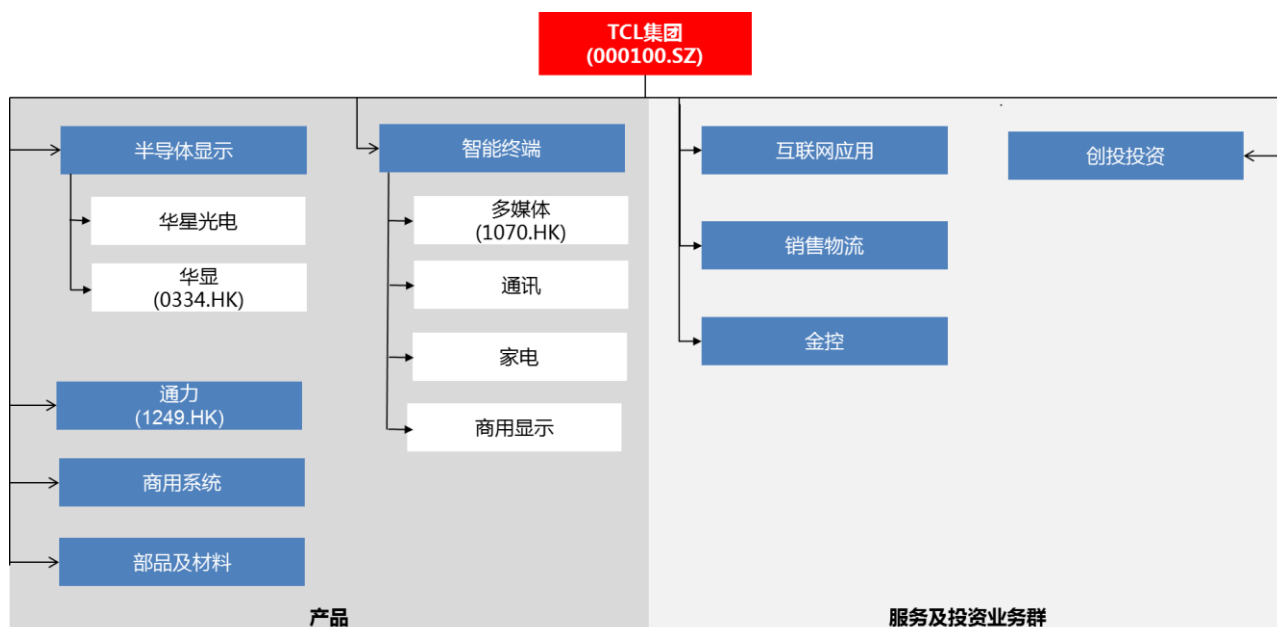 TCL集团
(000100.SZ)
半导体显示
华星光电
华显
(0334.HK)
通力
(1249.HK)
商用系统
部品及材料
智能终端
多媒体
(1070.HK)
通讯
家电
商用显示
产品
互联网应用
销售物流
金控
创投投资
服务及投资业务群